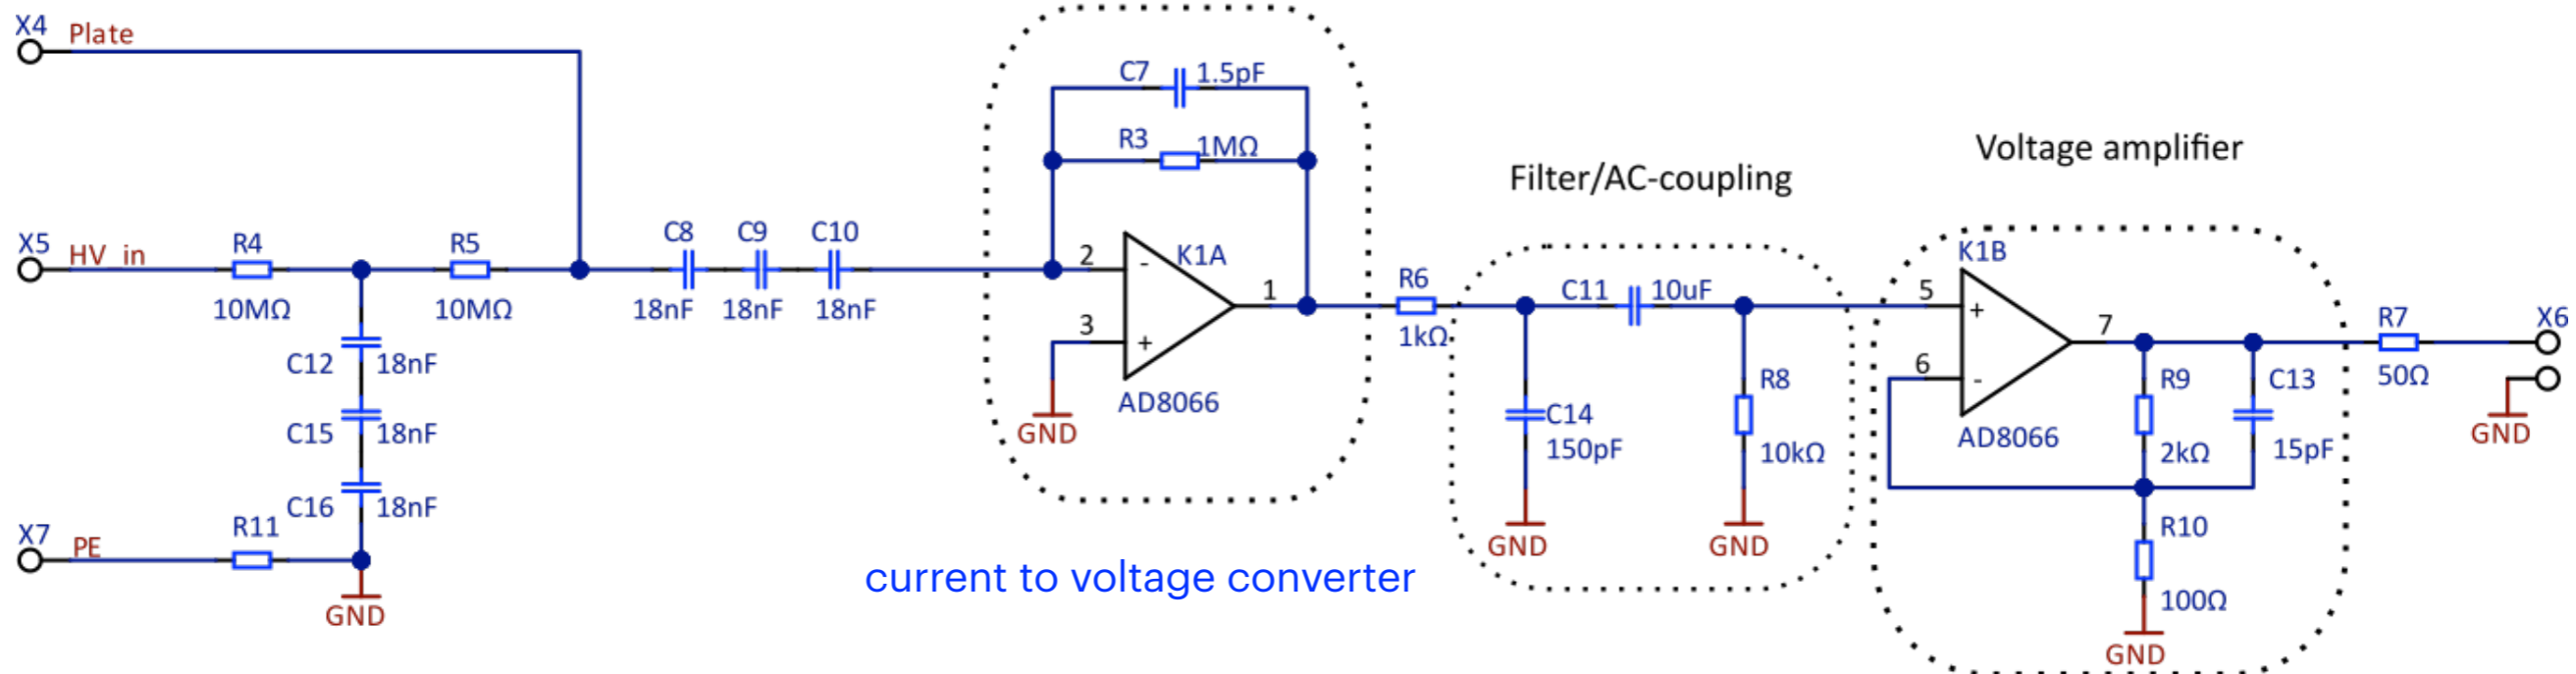 X4 Plate
X5 HV_in
R4
10MΩ
R5
10MΩ
C12 18nF
C15 18nF
C16 18nF
X7 PE
R11
GND
C8 C9 C10
18nF 18nF 18nF
C7 1.5pF
R3 1MΩ
2 -
3 +
K1A
1
AD8066
GND
current to voltage converter
Filter/AC-coupling
R6
1kΩ
C11 10uF
C14
150pF
GND
R8
10kΩ
GND
Voltage amplifier
K1B
5 +
6 -
7
AD8066
R9
2kΩ
C13
15pF
R10
100Ω
GND
R7
50Ω
X6
GND